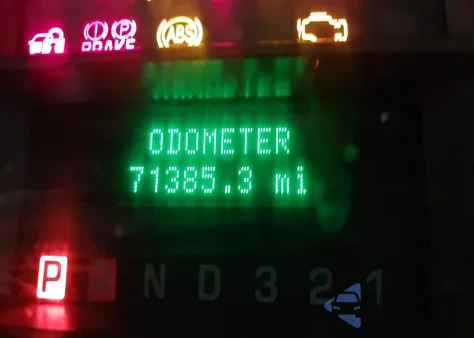 (!) (P) BRAKE (ABS)
ODOMETER
71385.3 mi
P N D 3 2 1